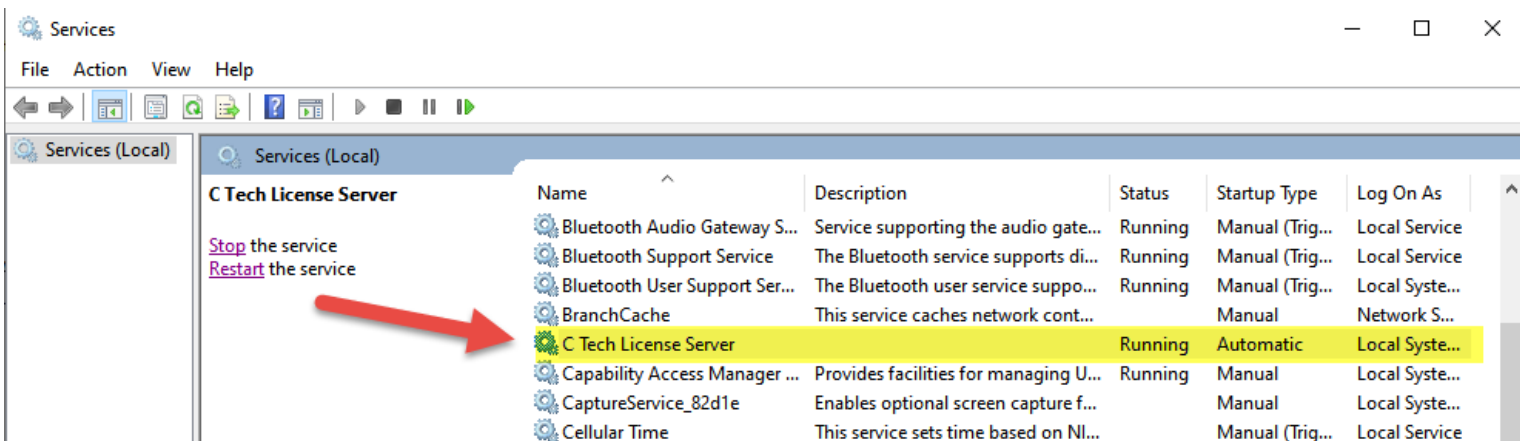 Services
File Action View Help
Services (Local)
Services (Local)
C Tech License Server
Stop the service
Restart the service
Name Description Status Startup Type Log On As
Bluetooth Audio Gateway S... Service supporting the audio gate... Running Manual (Trig... Local Service
Bluetooth Support Service The Bluetooth service supports di... Running Manual (Trig... Local Service
Bluetooth User Support Ser... The Bluetooth user service suppo... Running Manual (Trig... Local Syste...
BranchCache This service caches network cont... Manual Network S...
C Tech License Server Running Automatic Local Syste...
Capability Access Manager ... Provides facilities for managing U... Running Manual Local Syste...
CaptureService_82d1e Enables optional screen capture f... Manual Local Syste...
Cellular Time This service sets time based on NI... Manual (Trig... Local Service